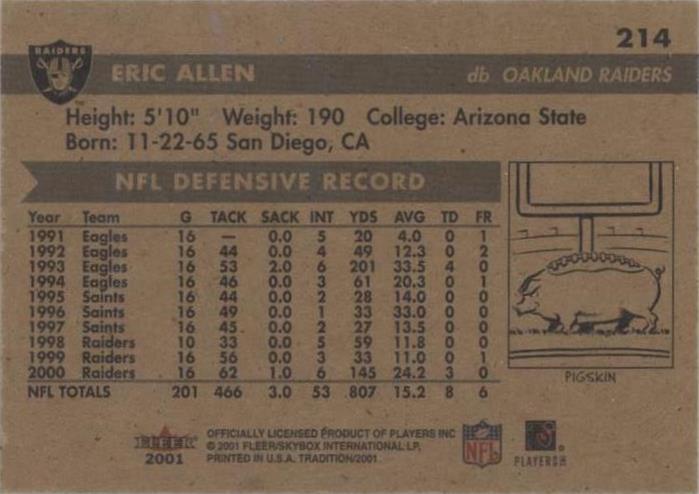 214
RAIDERS
ERIC ALLEN db OAKLAND RAIDERS
Height: 5'10" Weight: 190 College: Arizona State
Born: 11-22-65 San Diego, CA
NFL DEFENSIVE RECORD
Year Team G TACK SACK INT YDS AVG TD FR
1991 Eagles 16 — 0.0 5 20 4.0 0 1
1992 Eagles 16 44 0.0 4 49 12.3 0 2
1993 Eagles 16 53 2.0 6 201 33.5 4 0
1994 Eagles 16 46 0.0 3 61 20.3 0 1
1995 Saints 16 44 0.0 2 28 14.0 0 0
1996 Saints 16 49 0.0 1 33 33.0 0 0
1997 Saints 16 45 0.0 2 27 13.5 0 0
1998 Raiders 10 33 0.0 5 59 11.8 0 0
1999 Raiders 16 56 0.0 3 33 11.0 0 1
2000 Raiders 16 62 1.0 6 145 24.2 3 0
NFL TOTALS 201 466 3.0 53 807 15.2 8 6
PIGSKIN
FLEER
2001
OFFICIALLY LICENSED PRODUCT OF PLAYERS INC
© 2001 FLEER/SKYBOX INTERNATIONAL LP.
PRINTED IN U.S.A. TRADITION/2001
NFL